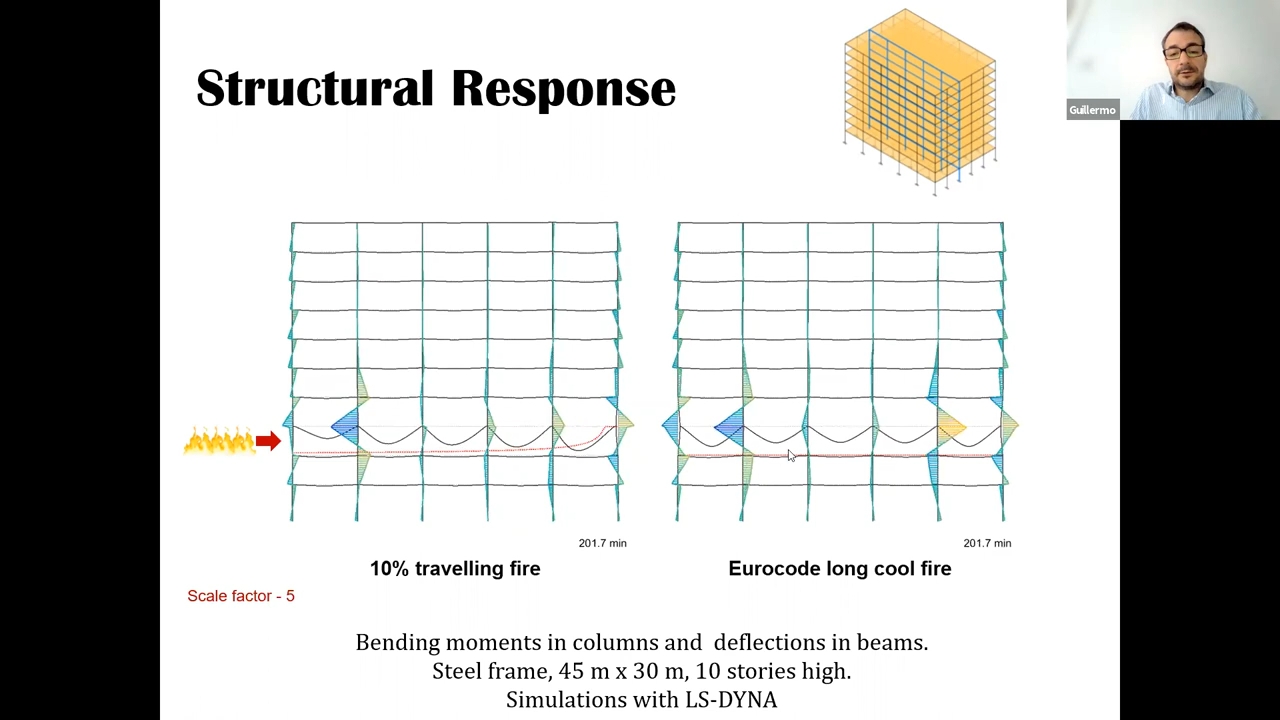 Structural Response
Guillermo
201.7 min
201.7 min
10% travelling fire
Eurocode long cool fire
Scale factor - 5
Bending moments in columns and  deflections in beams.
Steel frame, 45 m x 30 m, 10 stories high.
Simulations with LS-DYNA